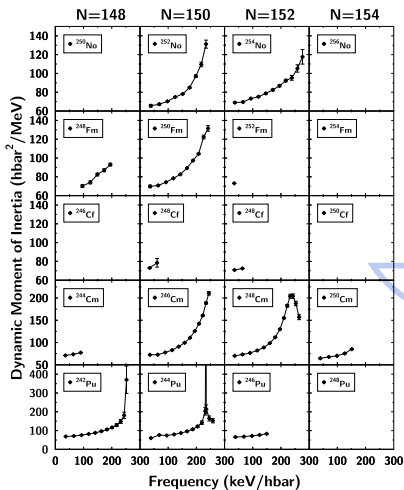 N=148 N=150 N=152 N=154
Dynamic Moment of Inertia (hbar²/MeV)
140 ²⁵⁰No ²⁵²No ²⁵⁴No ²⁵⁶No
120
100
80
60
140 ²⁴⁸Fm ²⁵⁰Fm ²⁵²Fm ²⁵⁴Fm
120
100
80
60
140 ²⁴⁶Cf ²⁴⁸Cf ²⁴⁸Cf ²⁵⁰Cf
120
100
80
60
200 ²⁴⁴Cm ²⁴⁶Cm ²⁴⁸Cm ²⁵⁰Cm
150
100
50
400 ²⁴²Pu ²⁴⁴Pu ²⁴⁶Pu ²⁴⁸Pu
300
200
100
0
0 100 200 300 100 200 300 100 200 300 100 200 300
Frequency (keV/hbar)